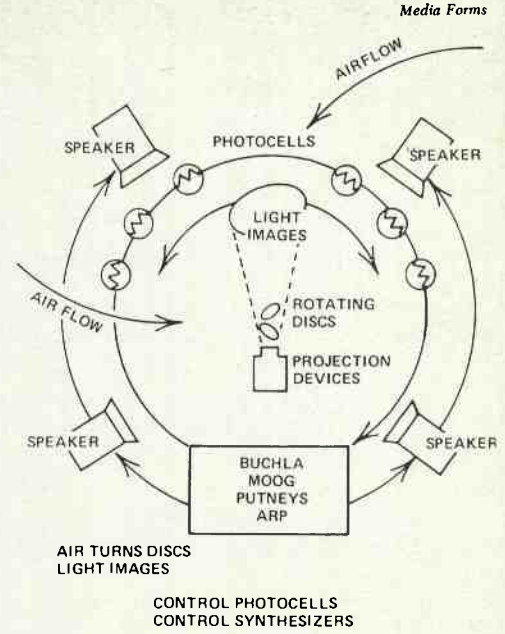 Media Forms
AIRFLOW
SPEAKER
PHOTOCELLS
SPEAKER
LIGHT
IMAGES
AIR FLOW
ROTATING
DISCS
PROJECTION
DEVICES
SPEAKER
SPEAKER
BUCHLA
MOOG
PUTNEYS
ARP
AIR TURNS DISCS
LIGHT IMAGES
CONTROL PHOTOCELLS
CONTROL SYNTHESIZERS